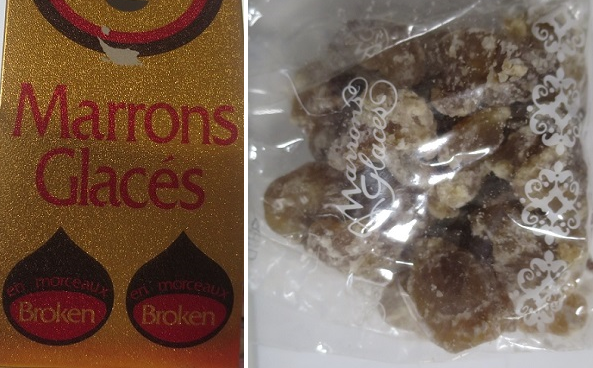 Marrons
Glacés
en morceaux
Broken
en morceaux
Broken
Marrons
Glacés